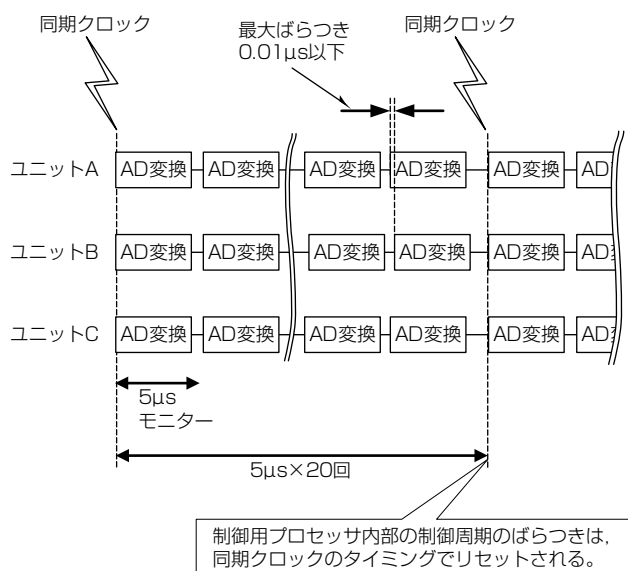 同期クロック
最大ばらつき
0.01μs以下
同期クロック
ユニットA
AD変換
AD変換
AD変換
AD変換
AD変換
AD
ユニットB
AD変換
AD変換
AD変換
AD変換
AD変換
AD
ユニットC
AD変換
AD変換
AD変換
AD変換
AD変換
AD
5μs
モニター
5μs×20回
制御用プロセッサ内部の制御周期のばらつきは，
同期クロックのタイミングでリセットされる。